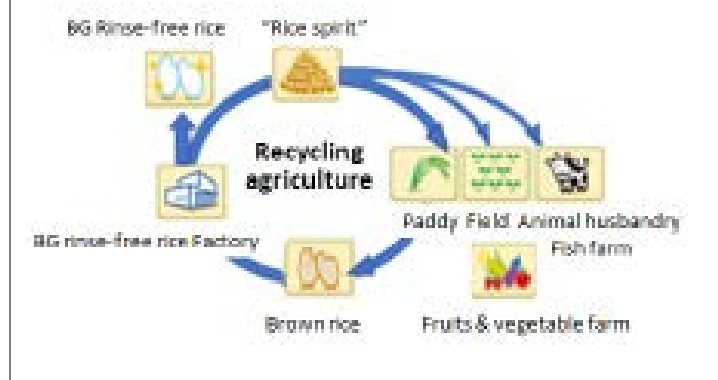 BG Rinse-free rice
"Rice spirit"
Recycling
agriculture
Paddy Field Animal husbandry
BG rinse-free rice Factory
Fish farm
Brown rice
Fruits & vegetable farm